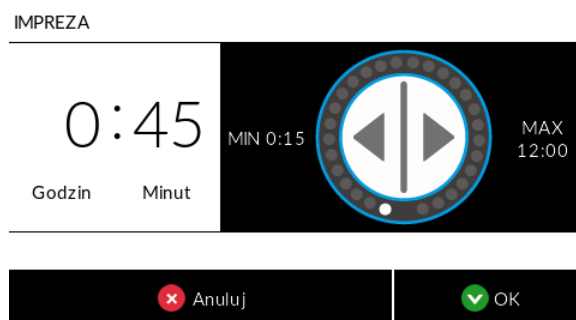 IMPREZA
0:45
Godzin Minut
MIN 0:15
MAX
12:00
Anuluj
OK